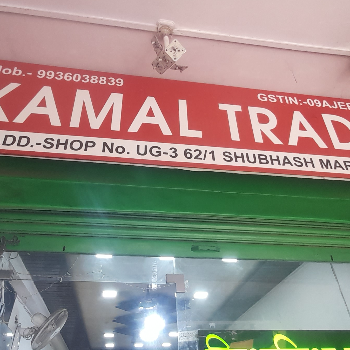 Mob.- 9936038839
GSTIN:-09AJE
KAMAL TRAD
DD.-SHOP No. UG-3 62/1 SHUBHASH MAR